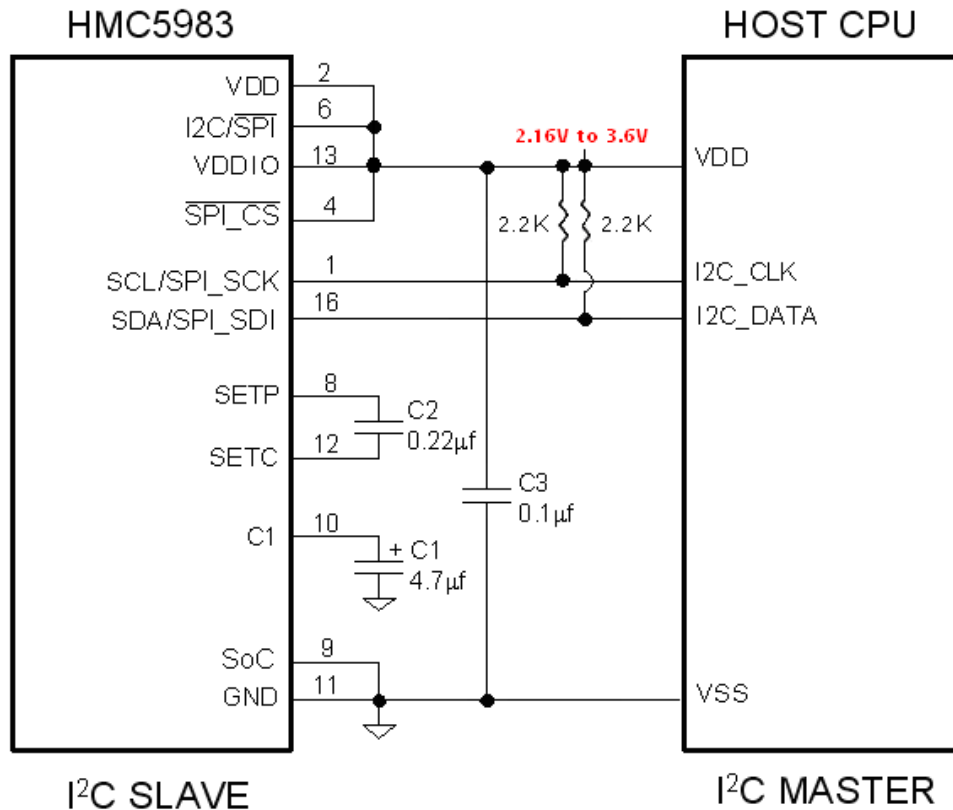 HMC5983
HOST CPU
VDD
2
I2C/SPI
6
VDDIO
13
SPI_CS
4
SCL/SPI_SCK
1
SDA/SPI_SDI
16
SETP
8
SETC
12
C1
10
SoC
9
GND
11
2.16V to 3.6V
2.2K
2.2K
C2
0.22µf
C3
0.1µf
+ C1
4.7µf
VDD
I2C_CLK
I2C_DATA
VSS
I²C SLAVE
I²C MASTER